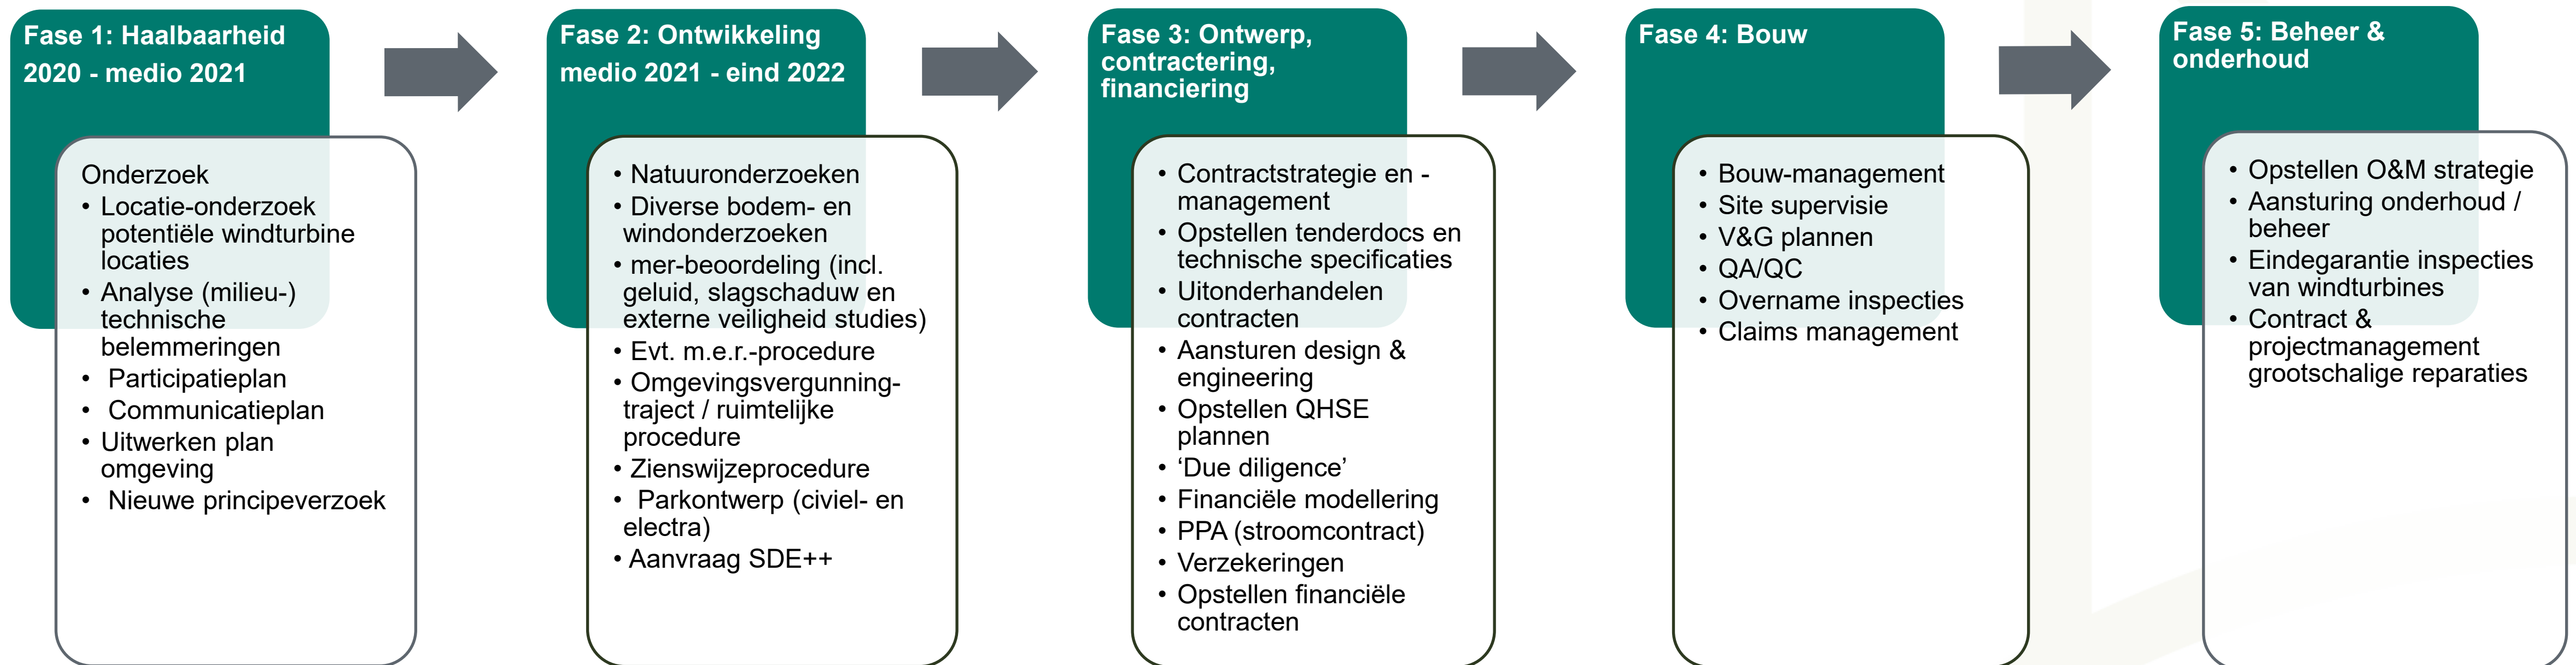 Fase 1: Haalbaarheid
2020 - medio 2021
Onderzoek
• Locatie-onderzoek
potentiële windturbine
locaties
• Analyse (milieu-)
technische
belemmeringen
• Participatieplan
• Communicatieplan
• Uitwerken plan
omgeving
• Nieuwe principeverzoek
Fase 2: Ontwikkeling
medio 2021 - eind 2022
• Natuuronderzoeken
• Diverse bodem- en
windonderzoeken
• mer-beoordeling (incl.
geluid, slagschaduw en
externe veiligheid studies)
• Evt. m.e.r.-procedure
• Omgevingsvergunning-
traject / ruimtelijke
procedure
• Zienswijzeprocedure
• Parkontwerp (civiel- en
electra)
• Aanvraag SDE++
Fase 3: Ontwerp,
contractering,
financiering
• Contractstrategie en -
management
• Opstellen tenderdocs en
technische specificaties
• Uitonderhandelen
contracten
• Aansturen design &
engineering
• Opstellen QHSE
plannen
• ‘Due diligence’
• Financiële modellering
• PPA (stroomcontract)
• Verzekeringen
• Opstellen financiële
contracten
Fase 4: Bouw
• Bouw-management
• Site supervisie
• V&G plannen
• QA/QC
• Overname inspecties
• Claims management
Fase 5: Beheer &
onderhoud
• Opstellen O&M strategie
• Aansturing onderhoud /
beheer
• Eindegarantie inspecties
van windturbines
• Contract &
projectmanagement
grootschalige reparaties